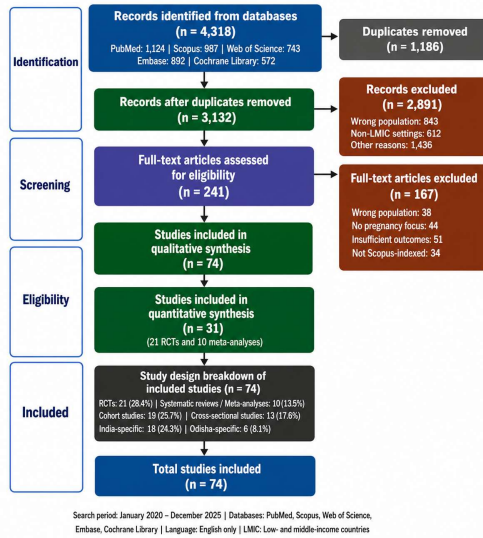 Identification
Records identified from databases
(n = 4,318)
PubMed: 1,124 | Scopus: 987 | Web of Science: 743
Embase: 892 | Cochrane Library: 572
Duplicates removed
(n = 1,186)
Records after duplicates removed
(n = 3,132)
Records excluded
(n = 2,891)
Wrong population: 843
Non-LMIC settings: 612
Other reasons: 1,436
Screening
Full-text articles assessed
for eligibility
(n = 241)
Full-text articles excluded
(n = 167)
Wrong population: 38
No pregnancy focus: 44
Insufficient outcomes: 51
Not Scopus-indexed: 34
Studies included in
qualitative synthesis
(n = 74)
Eligibility
Studies included in
quantitative synthesis
(n = 31)
(21 RCTs and 10 meta-analyses)
Included
Study design breakdown of
included studies (n = 74)
RCTs: 21 (28.4%) | Systematic reviews / Meta-analyses: 10 (13.5%)
Cohort studies: 19 (25.7%) | Cross-sectional studies: 13 (17.6%)
India-specific: 18 (24.3%) | Odisha-specific: 6 (8.1%)
Total studies included
(n = 74)
Search period: January 2020 – December 2025 | Databases: PubMed, Scopus, Web of Science,
Embase, Cochrane Library | Language: English only | LMIC: Low- and middle-income countries